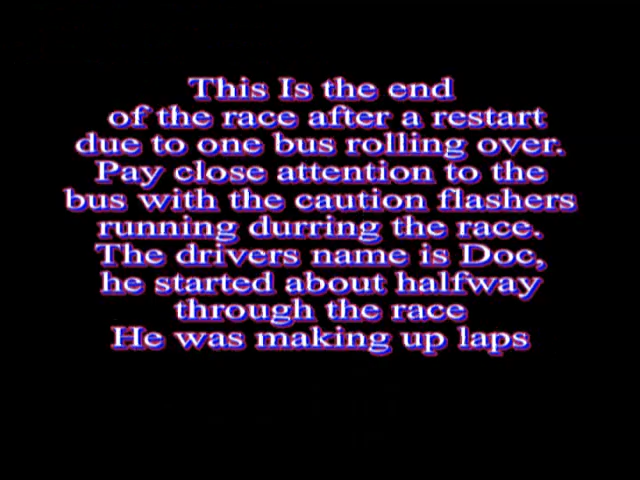 This Is the end
of the race after a restart
due to one bus rolling over.
Pay close attention to the
bus with the caution flashers
running durring the race.
The drivers name is Doc,
he started about halfway
through the race
He was making up laps